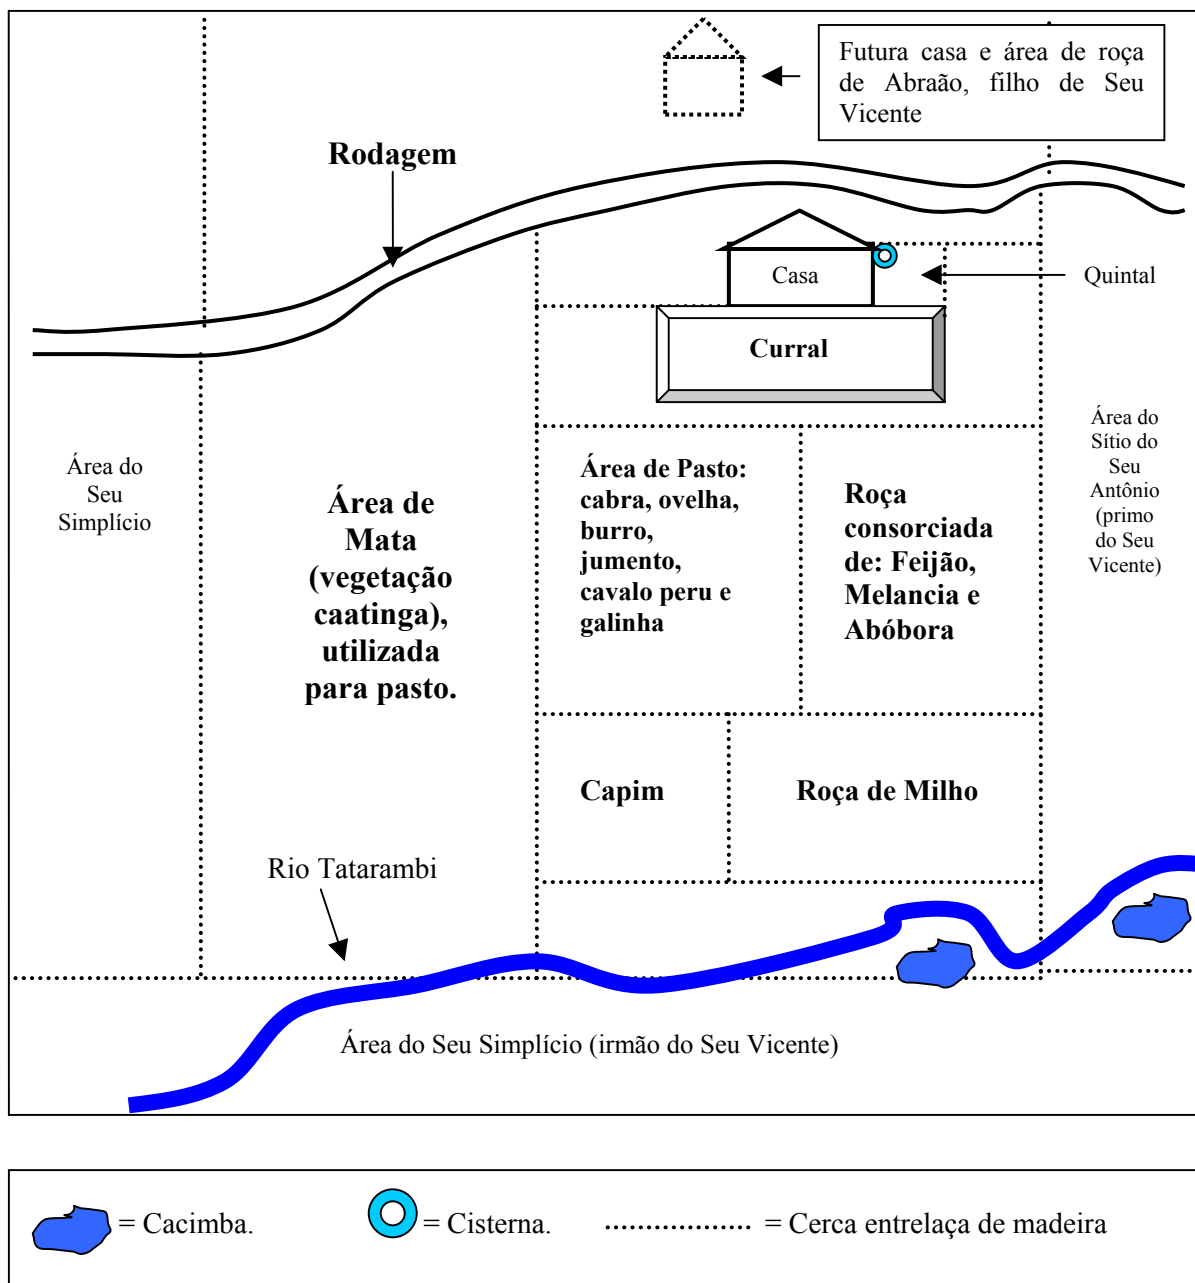 Futura casa e área de roça
de Abraão, filho de Seu
Vicente
Rodagem
Casa
Quintal
Curral
Área do
Seu
Simplício
Área de
Mata
(vegetação
caatinga),
utilizada
para pasto.
Área de Pasto:
cabra, ovelha,
burro,
jumento,
cavalo peru e
galinha
Roça
consorciada
de: Feijão,
Melancia e
Abóbora
Área do
Sítio do
Seu
Antônio
(primo
do Seu
Vicente)
Capim
Roça de Milho
Rio Tatarambi
Área do Seu Simplício (irmão do Seu Vicente)
= Cacimba.
= Cisterna.
= Cerca entrelaça de madeira